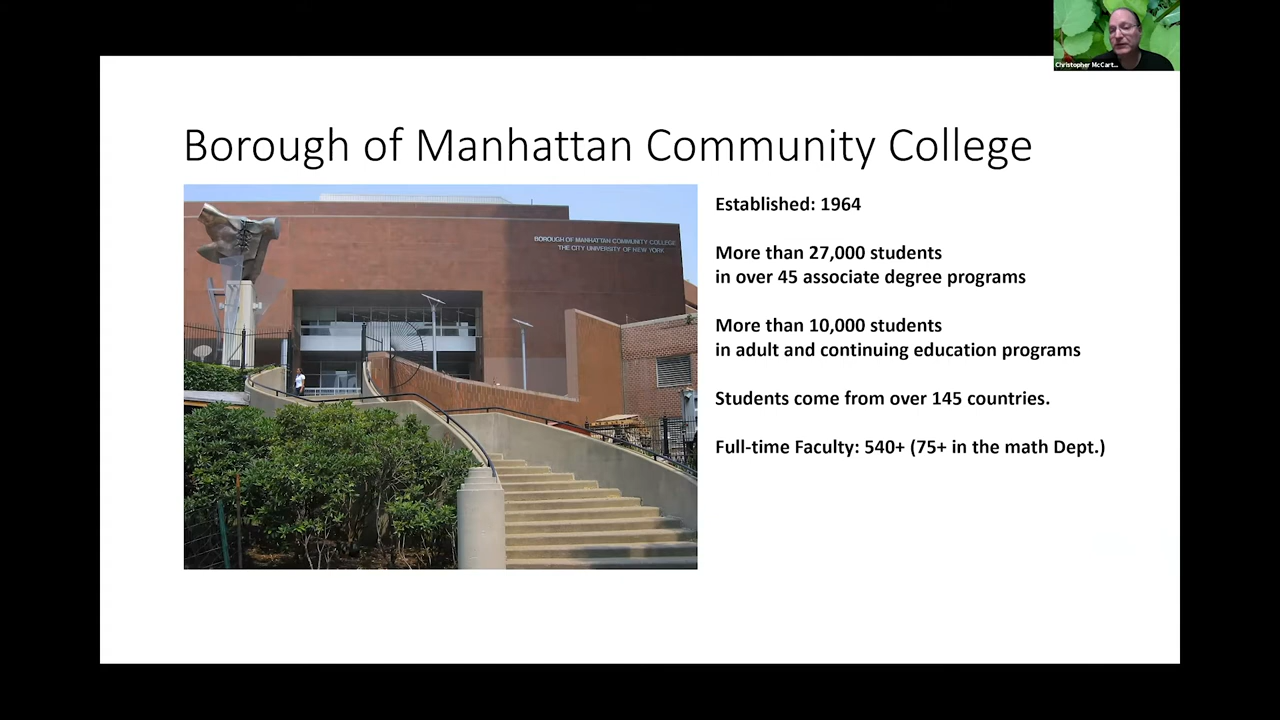 Christopher McCart...
Borough of Manhattan Community College
BOROUGH OF MANHATTAN COMMUNITY COLLEGE
THE CITY UNIVERSITY OF NEW YORK
Established: 1964
More than 27,000 students
in over 45 associate degree programs
More than 10,000 students
in adult and continuing education programs
Students come from over 145 countries.
Full-time Faculty: 540+ (75+ in the math Dept.)